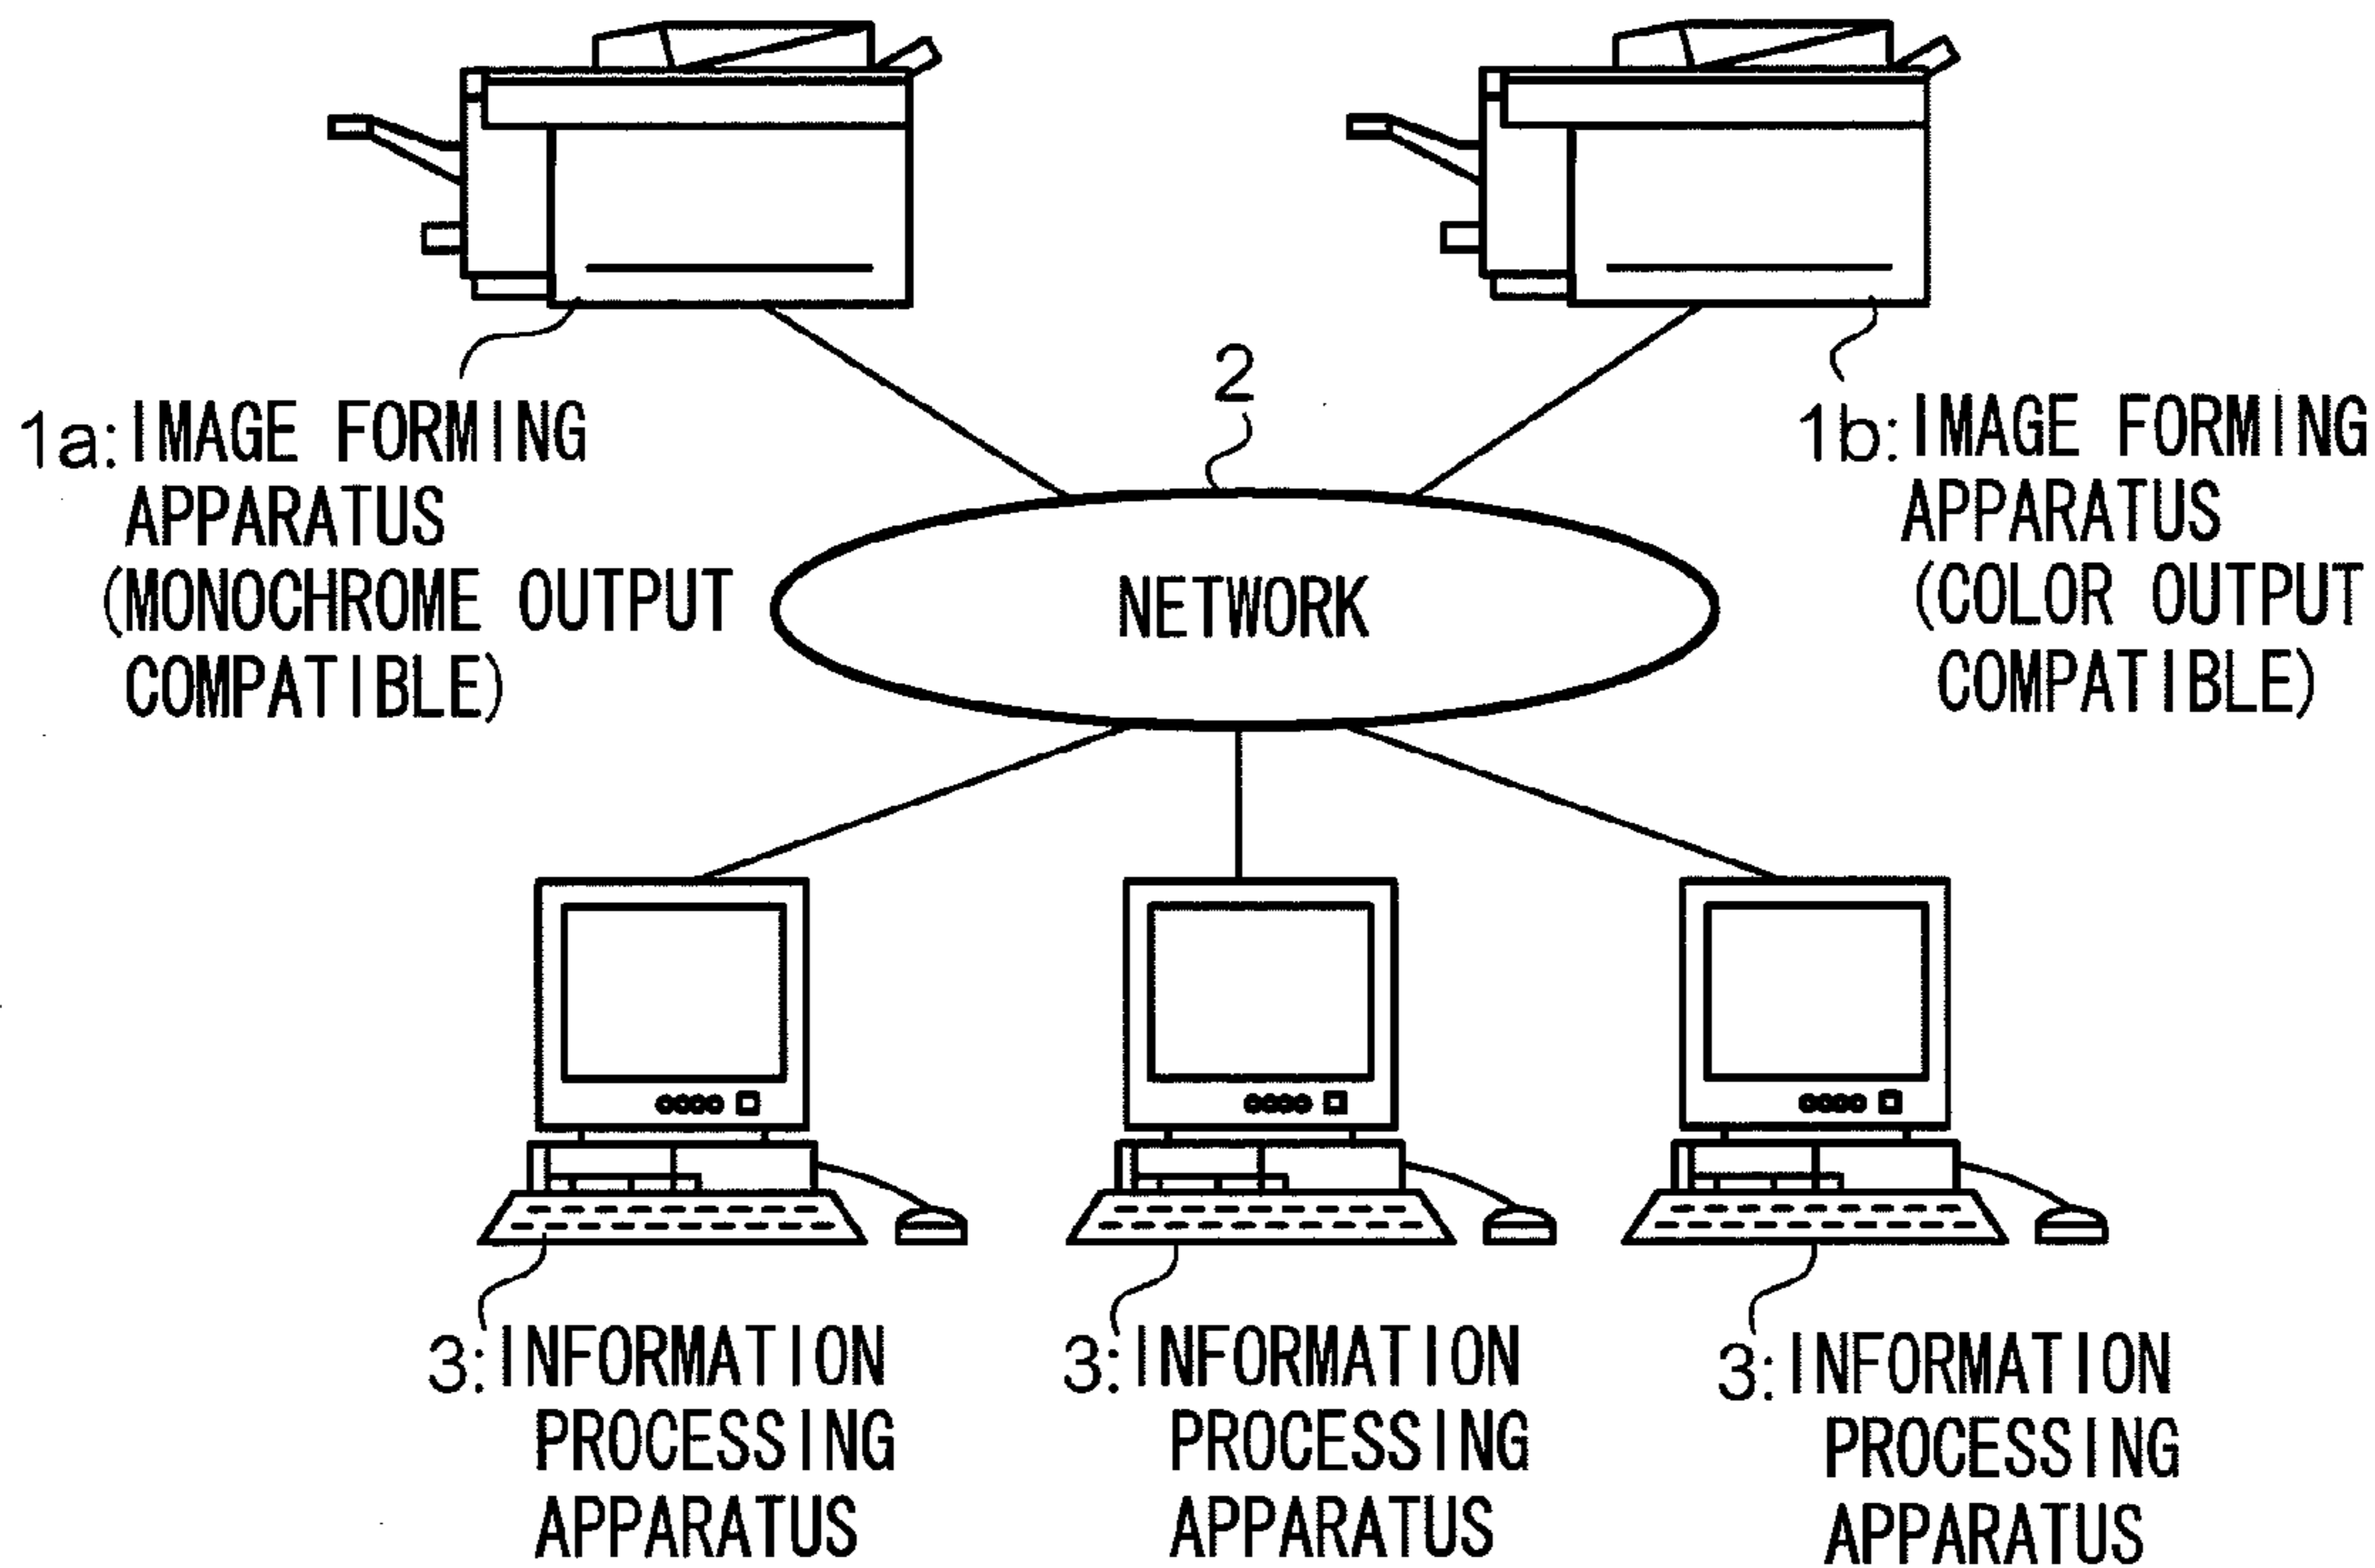 2
1a: IMAGE FORMING
APPARATUS
(MONOCHROME OUTPUT
COMPATIBLE)
1b: IMAGE FORMING
APPARATUS
(COLOR OUTPUT
COMPATIBLE)
NETWORK
3: INFORMATION
PROCESSING
APPARATUS
3: INFORMATION
PROCESSING
APPARATUS
3: INFORMATION
PROCESSING
APPARATUS